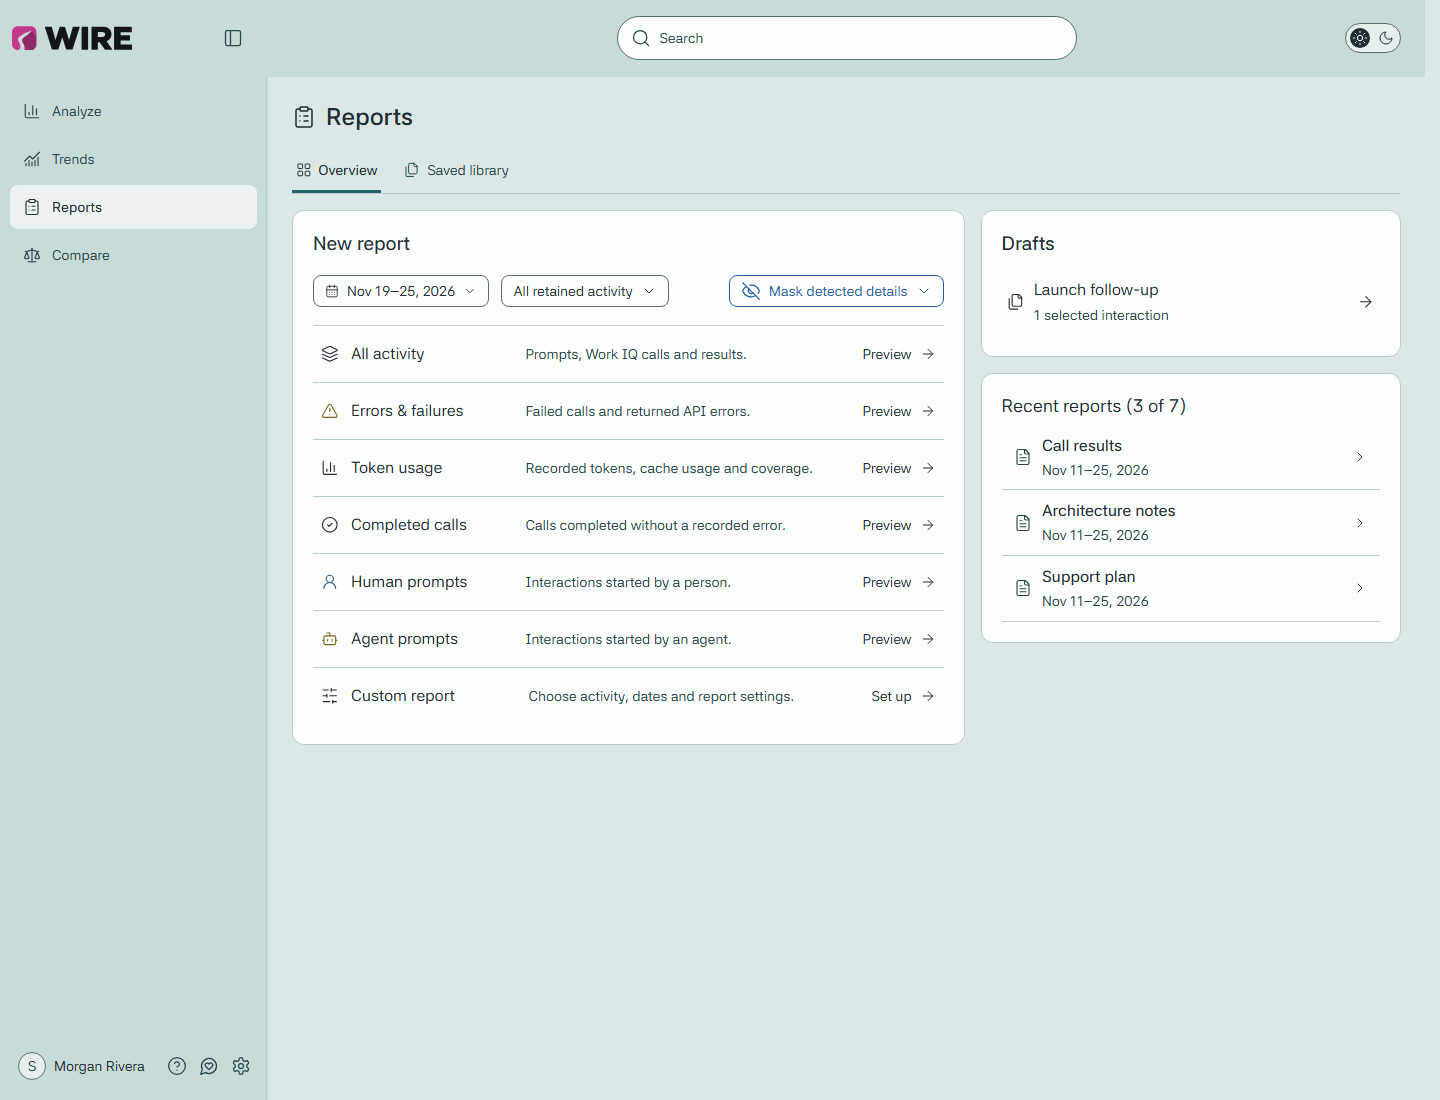 WIRE
Search
Analyze
Trends
Reports
Compare
Reports
Overview
Saved library
New report
Nov 19–25, 2026
All retained activity
Mask detected details
All activity
Prompts, Work IQ calls and results.
Preview
Errors & failures
Failed calls and returned API errors.
Preview
Token usage
Recorded tokens, cache usage and coverage.
Preview
Completed calls
Calls completed without a recorded error.
Preview
Human prompts
Interactions started by a person.
Preview
Agent prompts
Interactions started by an agent.
Preview
Custom report
Choose activity, dates and report settings.
Set up
Drafts
Launch follow-up
1 selected interaction
Recent reports (3 of 7)
Call results
Nov 11–25, 2026
Architecture notes
Nov 11–25, 2026
Support plan
Nov 11–25, 2026
S
Morgan Rivera